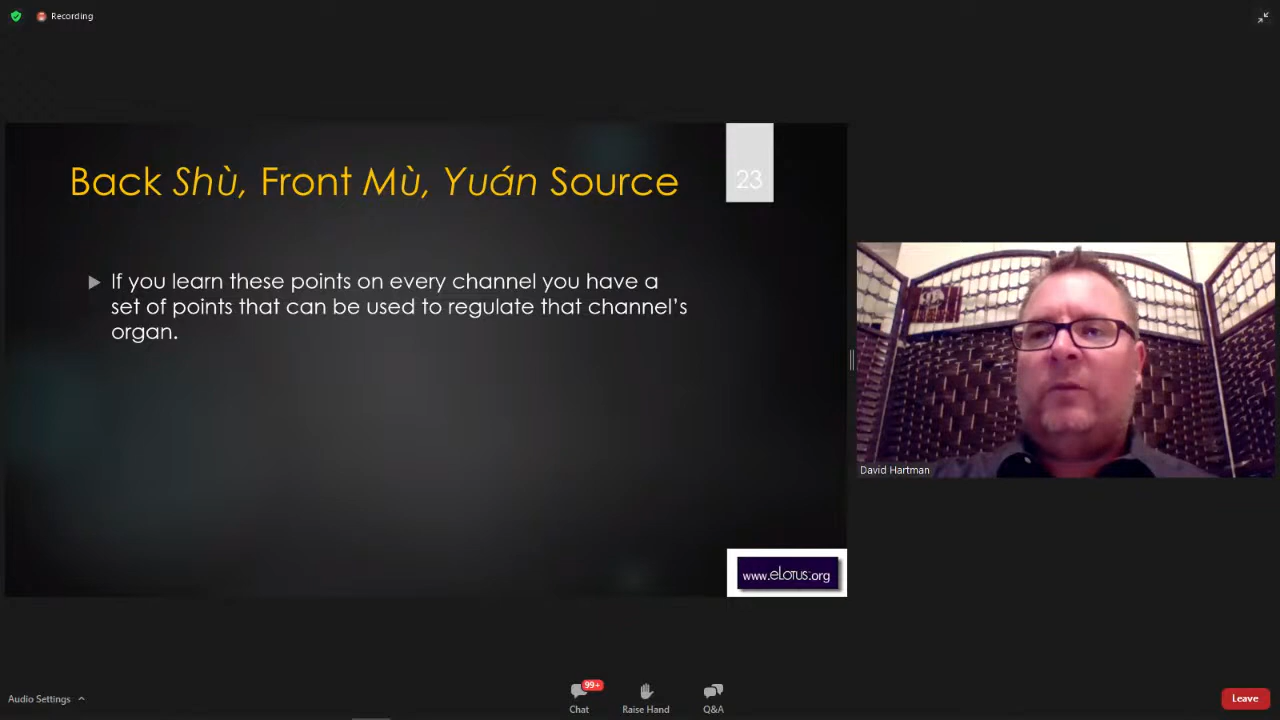 Recording
Back Shù, Front Mù, Yuán Source
23
If you learn these points on every channel you have a
set of points that can be used to regulate that channel's
organ.
David Hartman
www.eLotus.org
Audio Settings
99+
Chat
Raise Hand
Q&A
Leave